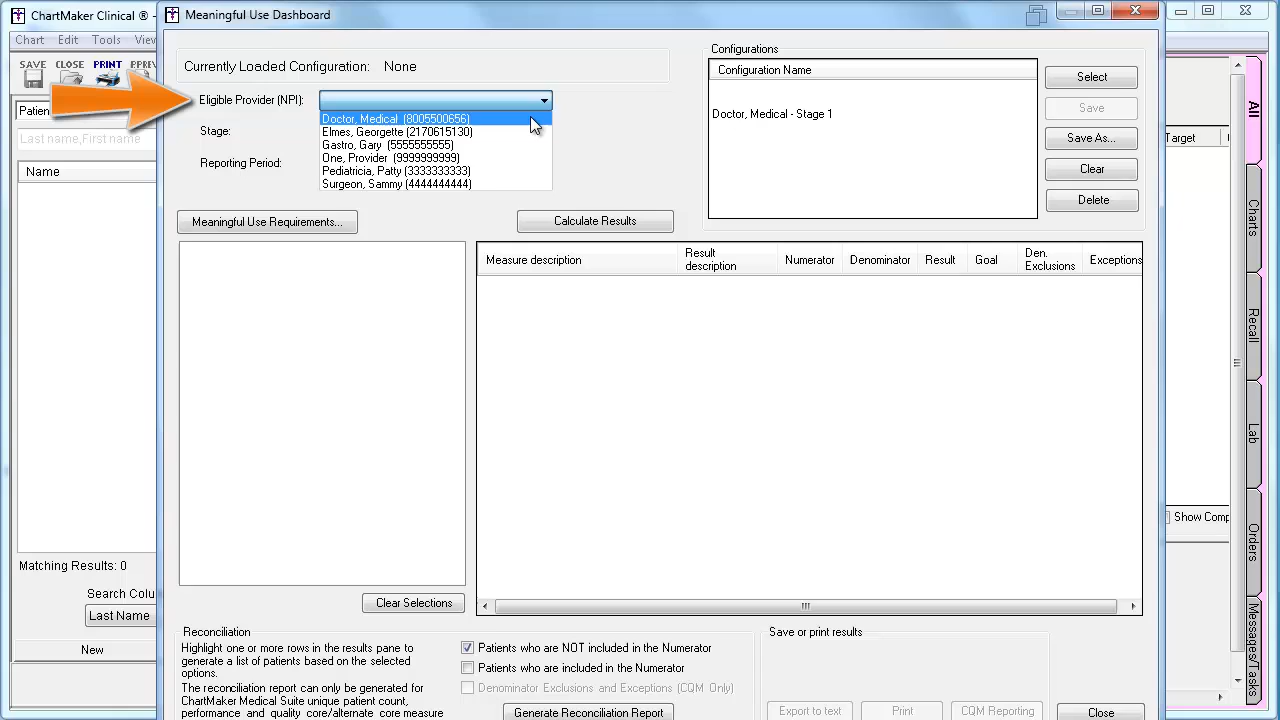 ChartMaker Clinical ® -
Meaningful Use Dashboard
Chart Edit Tools View
SAVE CLOSE PRINT
Patien
Last name,First name
Name
Matching Results: 0
Search Colu
Last Name
New
Currently Loaded Configuration: None
Eligible Provider (NPI):
Doctor, Medical (8005500656)
Stage:
Elmes, Georgette (2170615130)
Gastro, Gary (5555555555)
Reporting Period:
One, Provider (9999999999)
Pediatricia, Patty (3333333333)
Surgeon, Sammy (4444444444)
Configurations
Configuration Name
Doctor, Medical - Stage 1
Select
Save
Save As...
Clear
Delete
Meaningful Use Requirements...
Calculate Results
Measure description
Result
description
Numerator
Denominator
Result
Goal
Den.
Exclusions
Exceptions
Clear Selections
Reconciliation
Highlight one or more rows in the results pane to
generate a list of patients based on the selected
options.
The reconciliation report can only be generated for
ChartMaker Medical Suite unique patient count,
performance and quality core/alternate core measure
Patients who are NOT included in the Numerator
Patients who are included in the Numerator
Denominator Exclusions and Exceptions (CQM Only)
Generate Reconciliation Report
Save or print results
Export to text
Print
CQM Reporting
Close
Target
Show Comp
All
Charts
Recall
Lab
Orders
Messages/Tasks